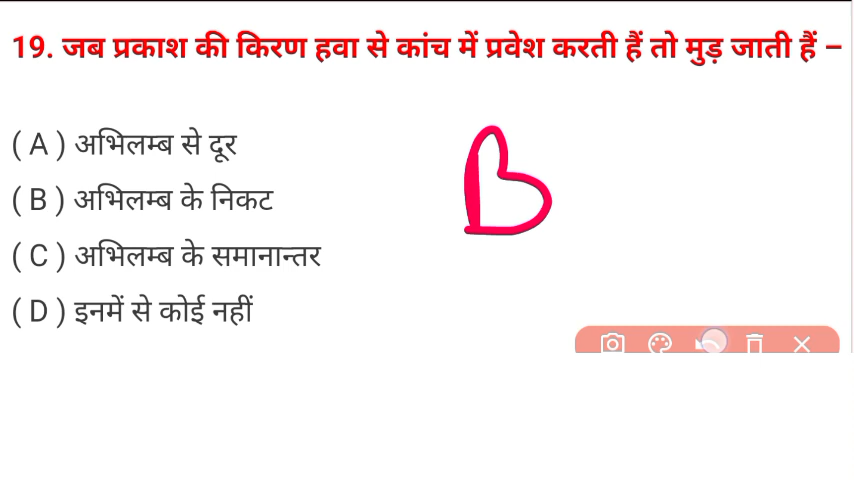 19. जब प्रकाश की किरण हवा से कांच में प्रवेश करती हैं तो मुड़ जाती हैं –
( A ) अभिलम्ब से दूर
( B ) अभिलम्ब के निकट
B
( C ) अभिलम्ब के समानान्तर
( D ) इनमें से कोई नहीं